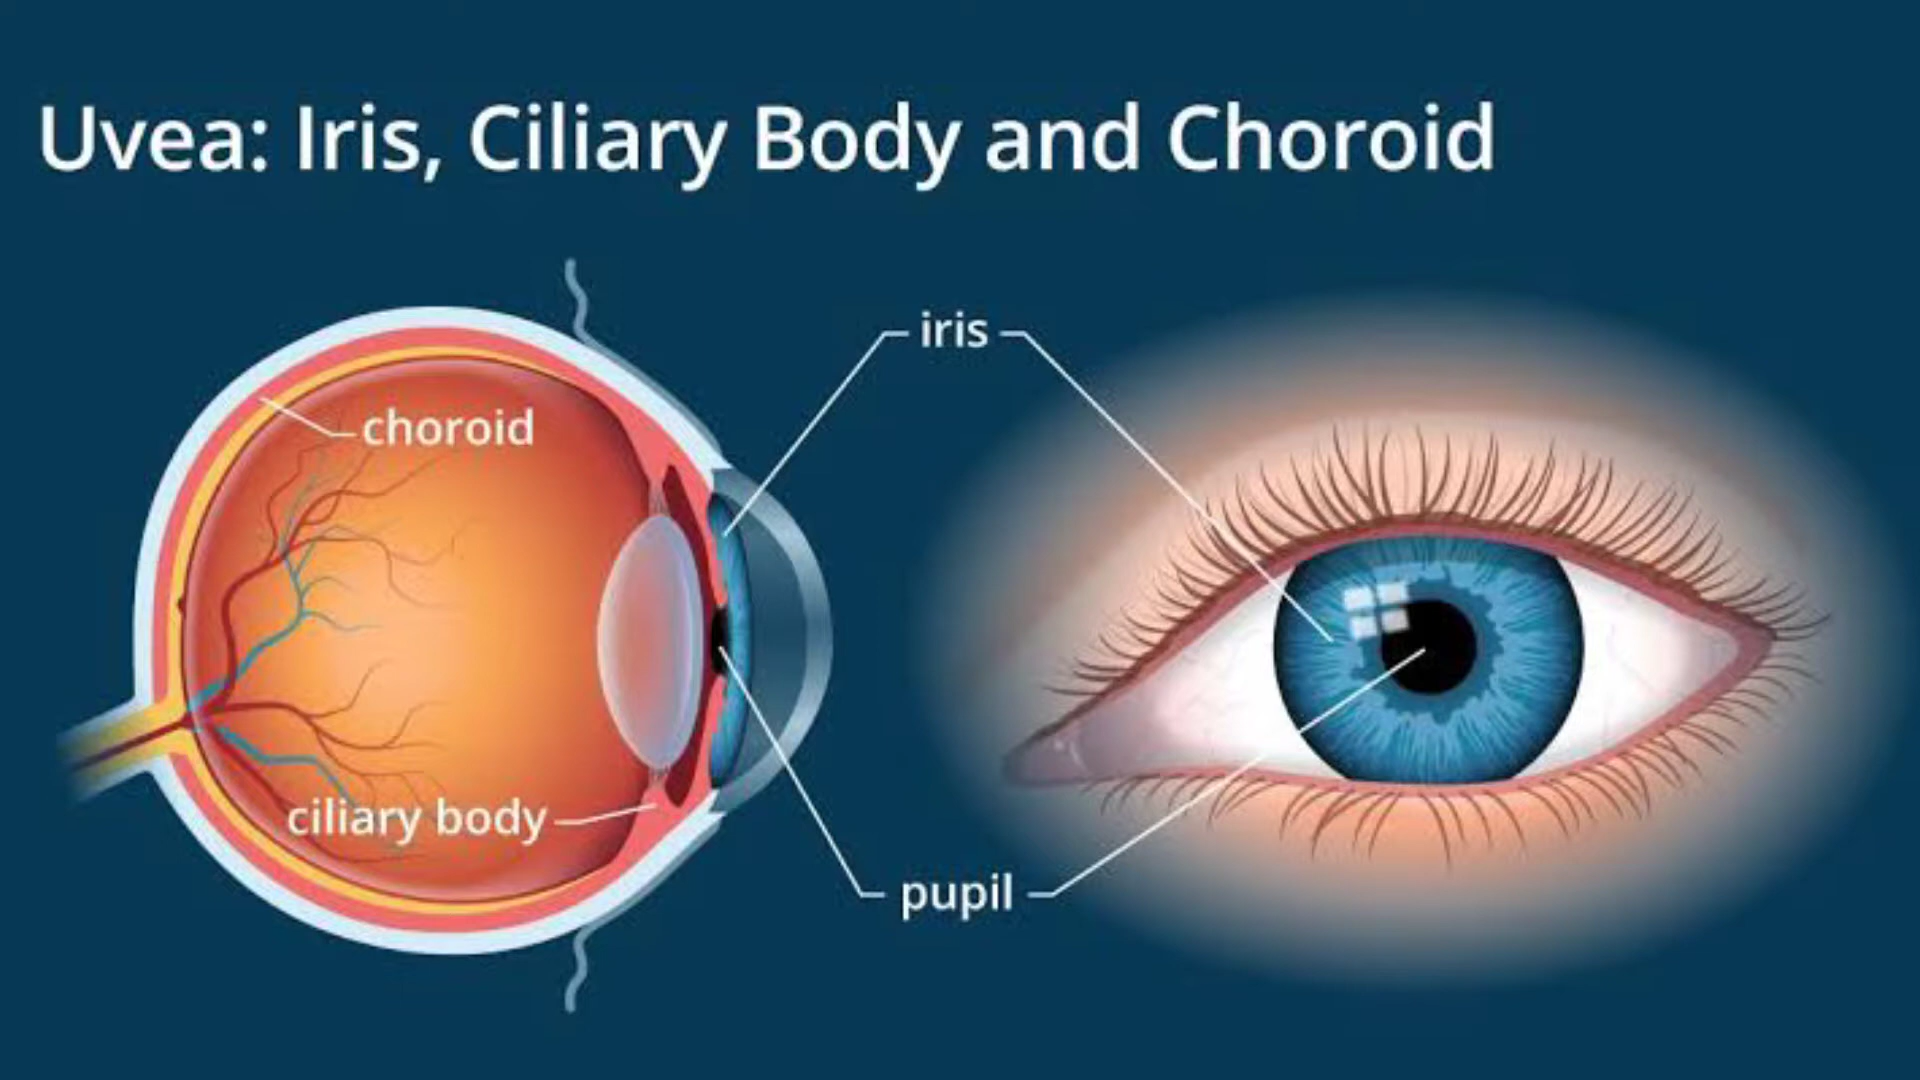 Uvea: Iris, Ciliary Body and Choroid
iris
choroid
ciliary body
pupil